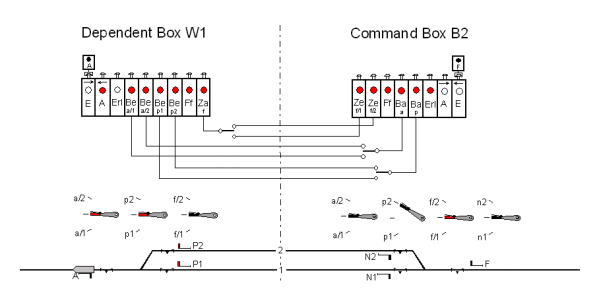 Dependent Box W1
Command Box B2
A
F
E A Erl Be Be Be Be Ff Za
a/1 a/2 p1 p2 f
Ze Ze Ff Ba Ba Erl A E
f/1 f/2 a p
a/2 p2 f/2
a/1 p1 f/1
a/2 p2 f/2 n2
a/1 p1 f/1 n1
P2
2
N2
P1
1
F
A
N1